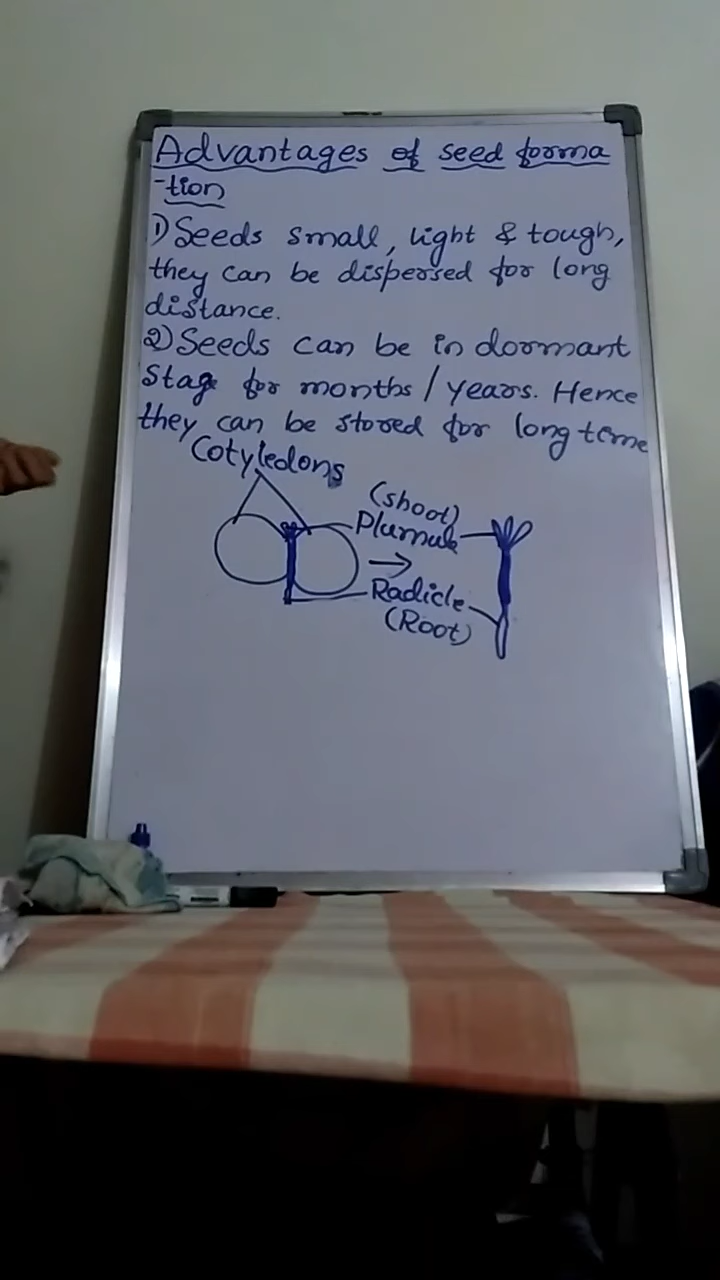 Advantages of seed forma
-tion
1) Seeds small, light & tough,
they can be dispersed for long
distance.
2) Seeds can be in dormant
stage for months / years. Hence
they can be stored for long time
Cotyledons
(shoot)
Plumule
Radicle
(Root)